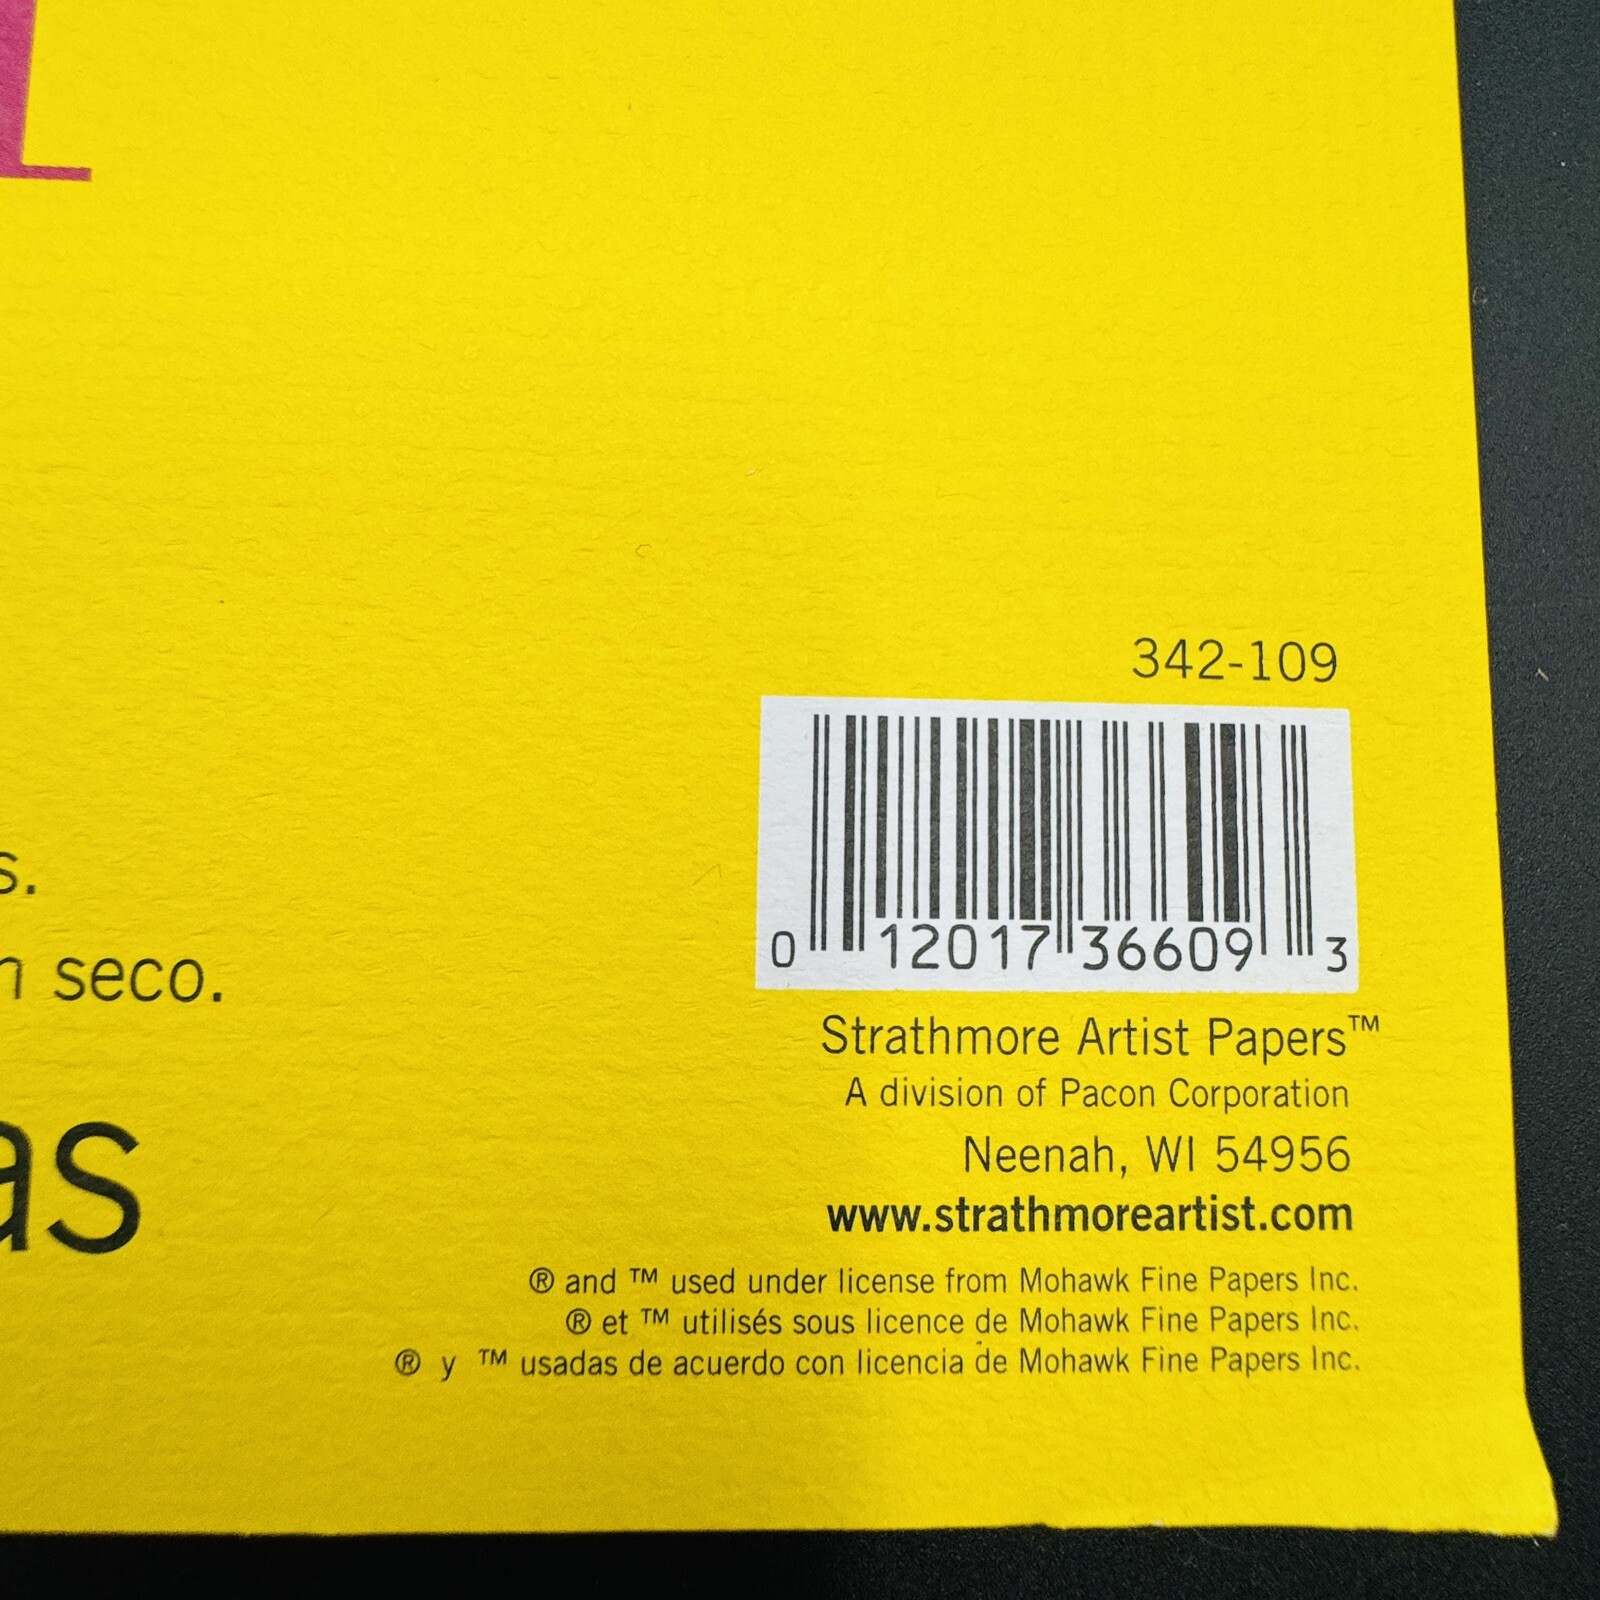 342-109
0 12017 36609 3
s.
seco.
as
Strathmore Artist Papers™
A division of Pacon Corporation
Neenah, WI 54956
www.strathmoreartist.com
® and ™ used under license from Mohawk Fine Papers Inc.
® et ™ utilisés sous licence de Mohawk Fine Papers Inc.
® y ™ usadas de acuerdo con licencia de Mohawk Fine Papers Inc.